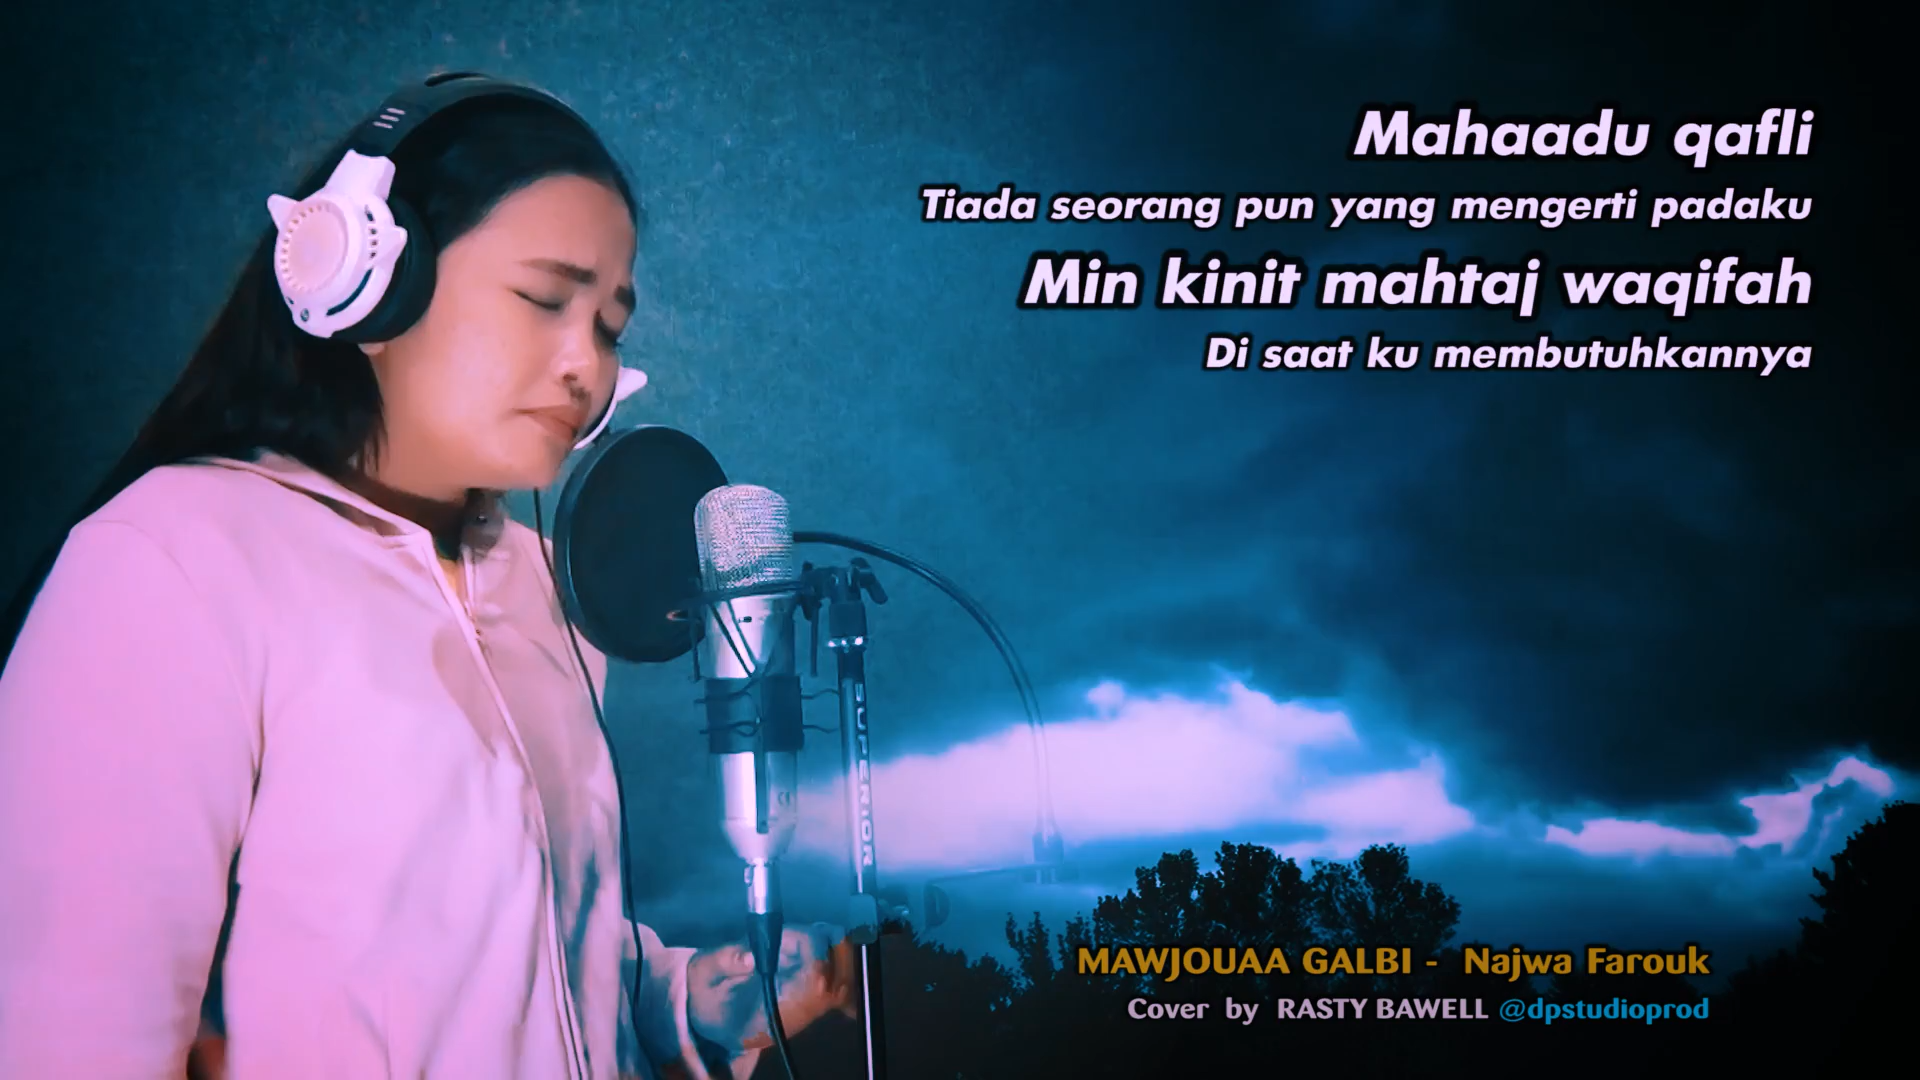 Mahaadu qafli
Tiada seorang pun yang mengerti padaku
Min kinit mahtaj waqifah
Di saat ku membutuhkannya
SUPERIOR
MAWJOUAA GALBI - Najwa Farouk
Cover by RASTY BAWELL @dpstudioprod